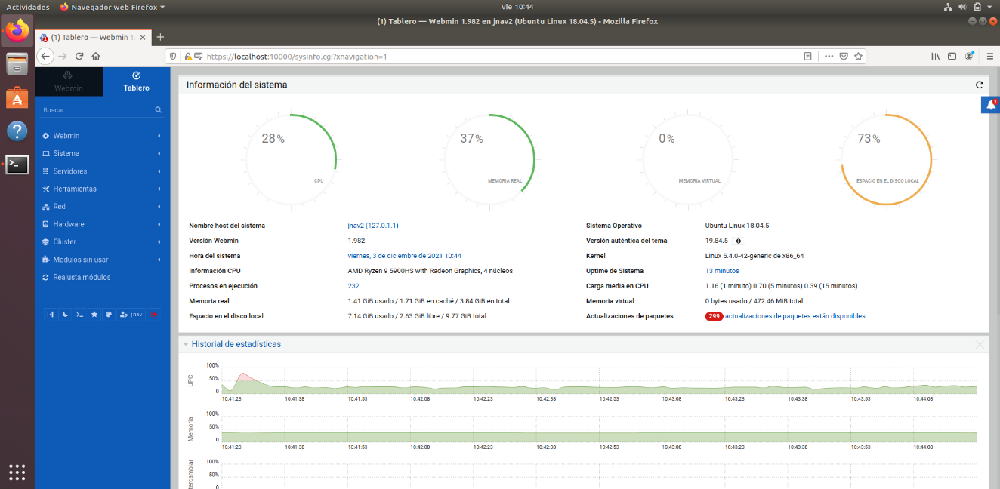 Actividades
Navegador web Firefox
vie 10:44
(1) Tablero — Webmin 1.982 en jnav2 (Ubuntu Linux 18.04.5) - Mozilla Firefox
(1) Tablero — Webmin 1.
https://localhost:10000/sysinfo.cgi?xnavigation=1
Webmin
Tablero
Buscar
Webmin
Sistema
Servidores
Herramientas
Red
Hardware
Cluster
Módulos sin usar
Reajusta módulos
jnav
Información del sistema
1
28%
CPU
37%
MEMORIA REAL
0%
MEMORIA VIRTUAL
73%
ESPACIO EN EL DISCO LOCAL
Nombre host del sistema jnav2 (127.0.1.1) Sistema Operativo Ubuntu Linux 18.04.5
Versión Webmin 1.982 Versión auténtica del tema 19.84.5
Hora del sistema viernes, 3 de diciembre de 2021 10:44 Kernel Linux 5.4.0-42-generic de x86_64
Información CPU AMD Ryzen 9 5900HS with Radeon Graphics, 4 núcleos Uptime de Sistema 13 minutos
Procesos en ejecución 232 Carga media en CPU 1.16 (1 minuto) 0.70 (5 minutos) 0.39 (15 minutos)
Memoria real 1.41 GiB usado / 1.71 GiB en caché / 3.84 GiB en total Memoria virtual 0 bytes usado / 472.46 MiB total
Espacio en el disco local 7.14 GiB usado / 2.63 GiB libre / 9.77 GiB total Actualizaciones de paquetes 299 actualizaciones de paquetes están disponibles
Historial de estadísticas
UPC
100%
50%
0
10:41:23 10:41:38 10:41:53 10:42:08 10:42:23 10:42:38 10:42:53 10:43:08 10:43:23 10:43:38 10:43:53 10:44:08
Memoria
100%
50%
0
10:41:23 10:41:38 10:41:53 10:42:08 10:42:23 10:42:38 10:42:53 10:43:08 10:43:23 10:43:38 10:43:53 10:44:08
tercambiar
100%
50%
0